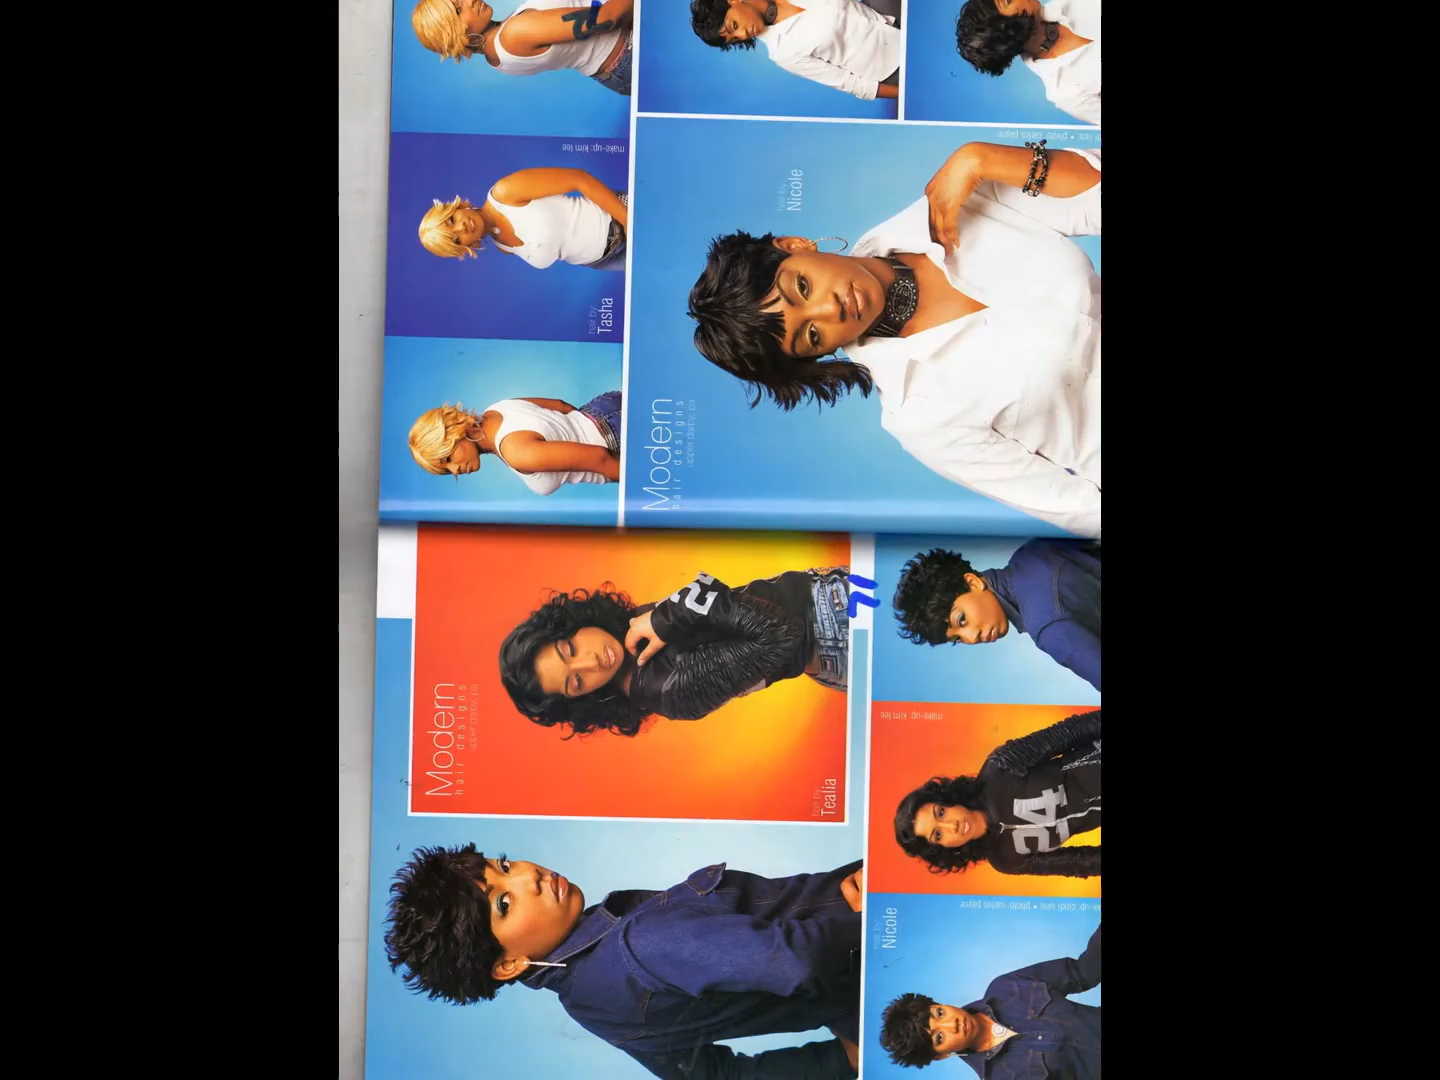 make-up: kim lee
hair by:
Tasha
hair by:
Nicole
photo: carlos payne
Modern
hair designs
upper darby, pa
24
Modern
hair designs
upper darby, pa
hair by:
Tealia
71
make-up: kim lee
24
hair by:
Nicole
make-up: cindi lane • photo: carlos payne